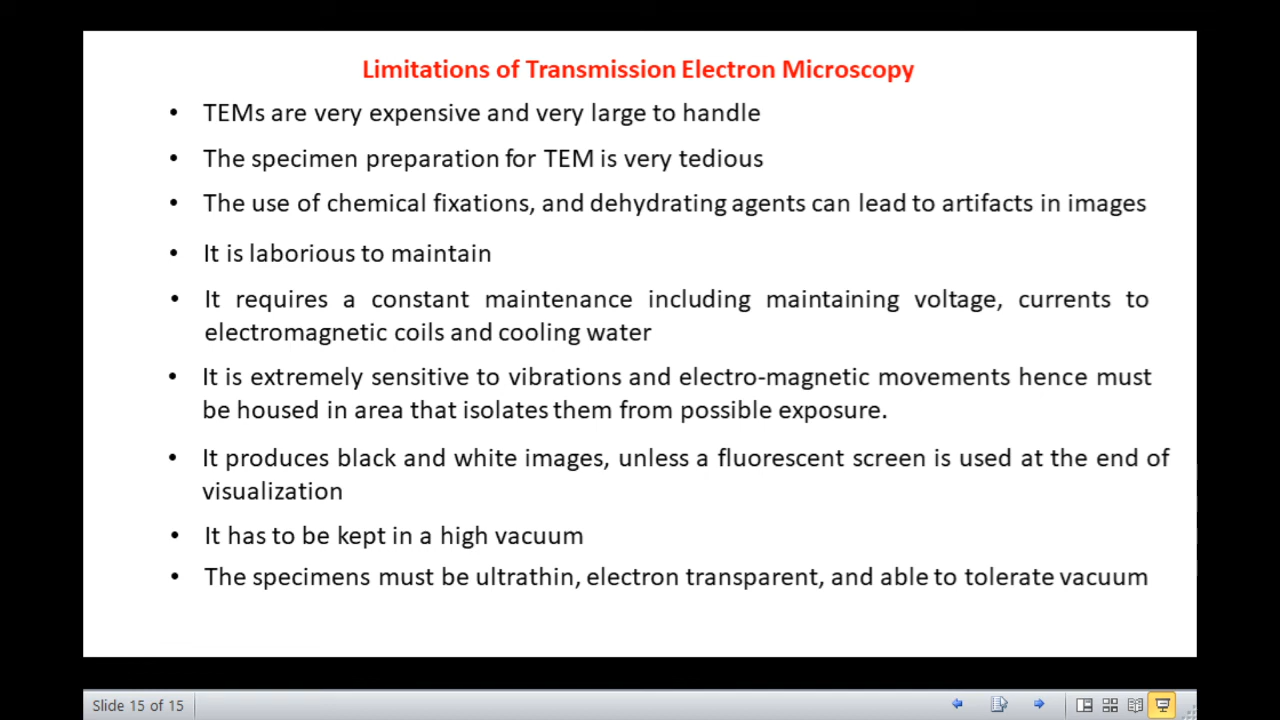 Limitations of Transmission Electron Microscopy
• TEMs are very expensive and very large to handle
• The specimen preparation for TEM is very tedious
• The use of chemical fixations, and dehydrating agents can lead to artifacts in images
• It is laborious to maintain
• It requires a constant maintenance including maintaining voltage, currents to
electromagnetic coils and cooling water
• It is extremely sensitive to vibrations and electro-magnetic movements hence must
be housed in area that isolates them from possible exposure.
• It produces black and white images, unless a fluorescent screen is used at the end of
visualization
• It has to be kept in a high vacuum
• The specimens must be ultrathin, electron transparent, and able to tolerate vacuum
Slide 15 of 15